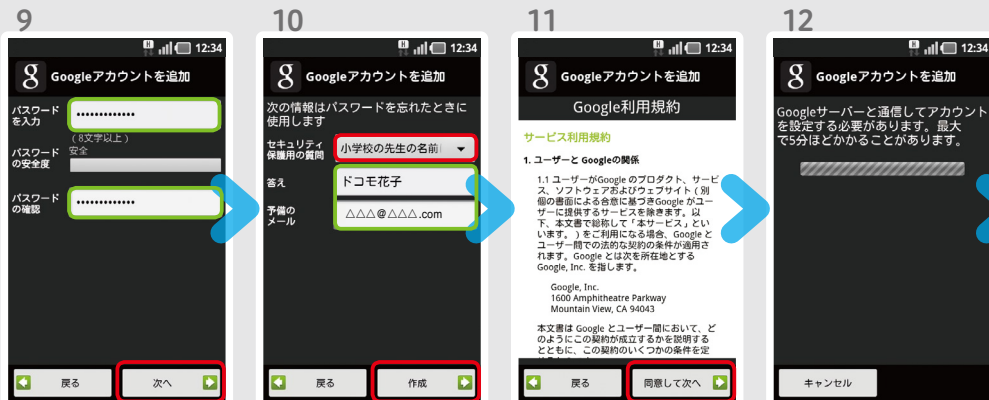 9
12:34
Googleアカウントを追加
パスワード
を入力
•••••••••••••
(8文字以上)
パスワード
の安全度
安全
パスワード
の確認
•••••••••••••
戻る
次へ
10
12:34
Googleアカウントを追加
次の情報はパスワードを忘れたときに
使用します
セキュリティ
保護用の質問
小学校の先生の名前
答え
ドコモ花子
予備の
メール
△△△@△△△.com
戻る
作成
11
12:34
Googleアカウントを追加
Google利用規約
サービス利用規約
1. ユーザーと Googleの関係
1.1 ユーザーがGoogle のプロダクト、サービ
ス、ソフトウェアおよびウェブサイト(別
個の書面による合意に基づきGoogle がユー
ザーに提供するサービスを除きます。以
下、本文書で総称して「本サービス」とい
います。)をご利用になる場合、Google と
ユーザー間での法的な契約の条件が適用さ
れます。Google とは次を所在地とする
Google, Inc. を指します。
Google, Inc.
1600 Amphitheatre Parkway
Mountain View, CA 94043
本文書は Google とユーザー間において、ど
のようにこの契約が成立するかを説明する
とともに、この契約のいくつかの条件を定
戻る
同意して次へ
12
12:34
Googleアカウントを追加
Googleサーバーと通信してアカウント
を設定する必要があります。最大
で5分ほどかかることがあります。
キャンセル